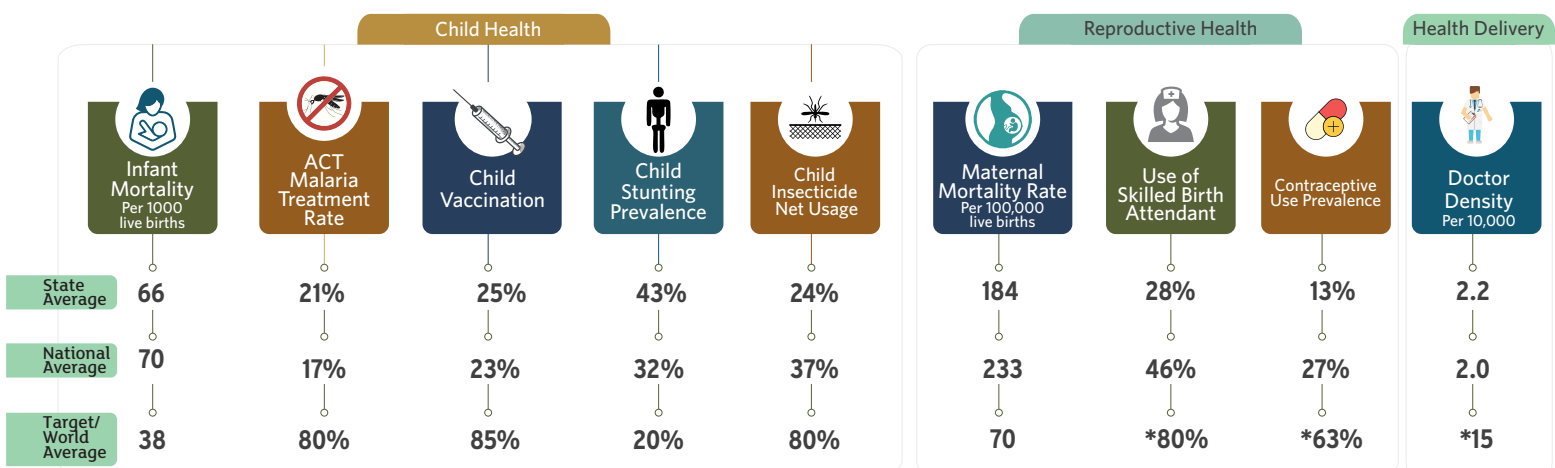 Child Health
Reproductive Health
Health Delivery
Infant
Mortality
Per 1000
live births
ACT
Malaria
Treatment
Rate
Child
Vaccination
Child
Stunting
Prevalence
Child
Insecticide
Net Usage
Maternal
Mortality Rate
Per 100,000
live births
Use of
Skilled Birth
Attendant
Contraceptive
Use Prevalence
Doctor
Density
Per 10,000
State
Average
66 21% 25% 43% 24% 184 28% 13% 2.2
National
Average
70 17% 23% 32% 37% 233 46% 27% 2.0
Target/
World
Average
38 80% 85% 20% 80% 70 *80% *63% *15